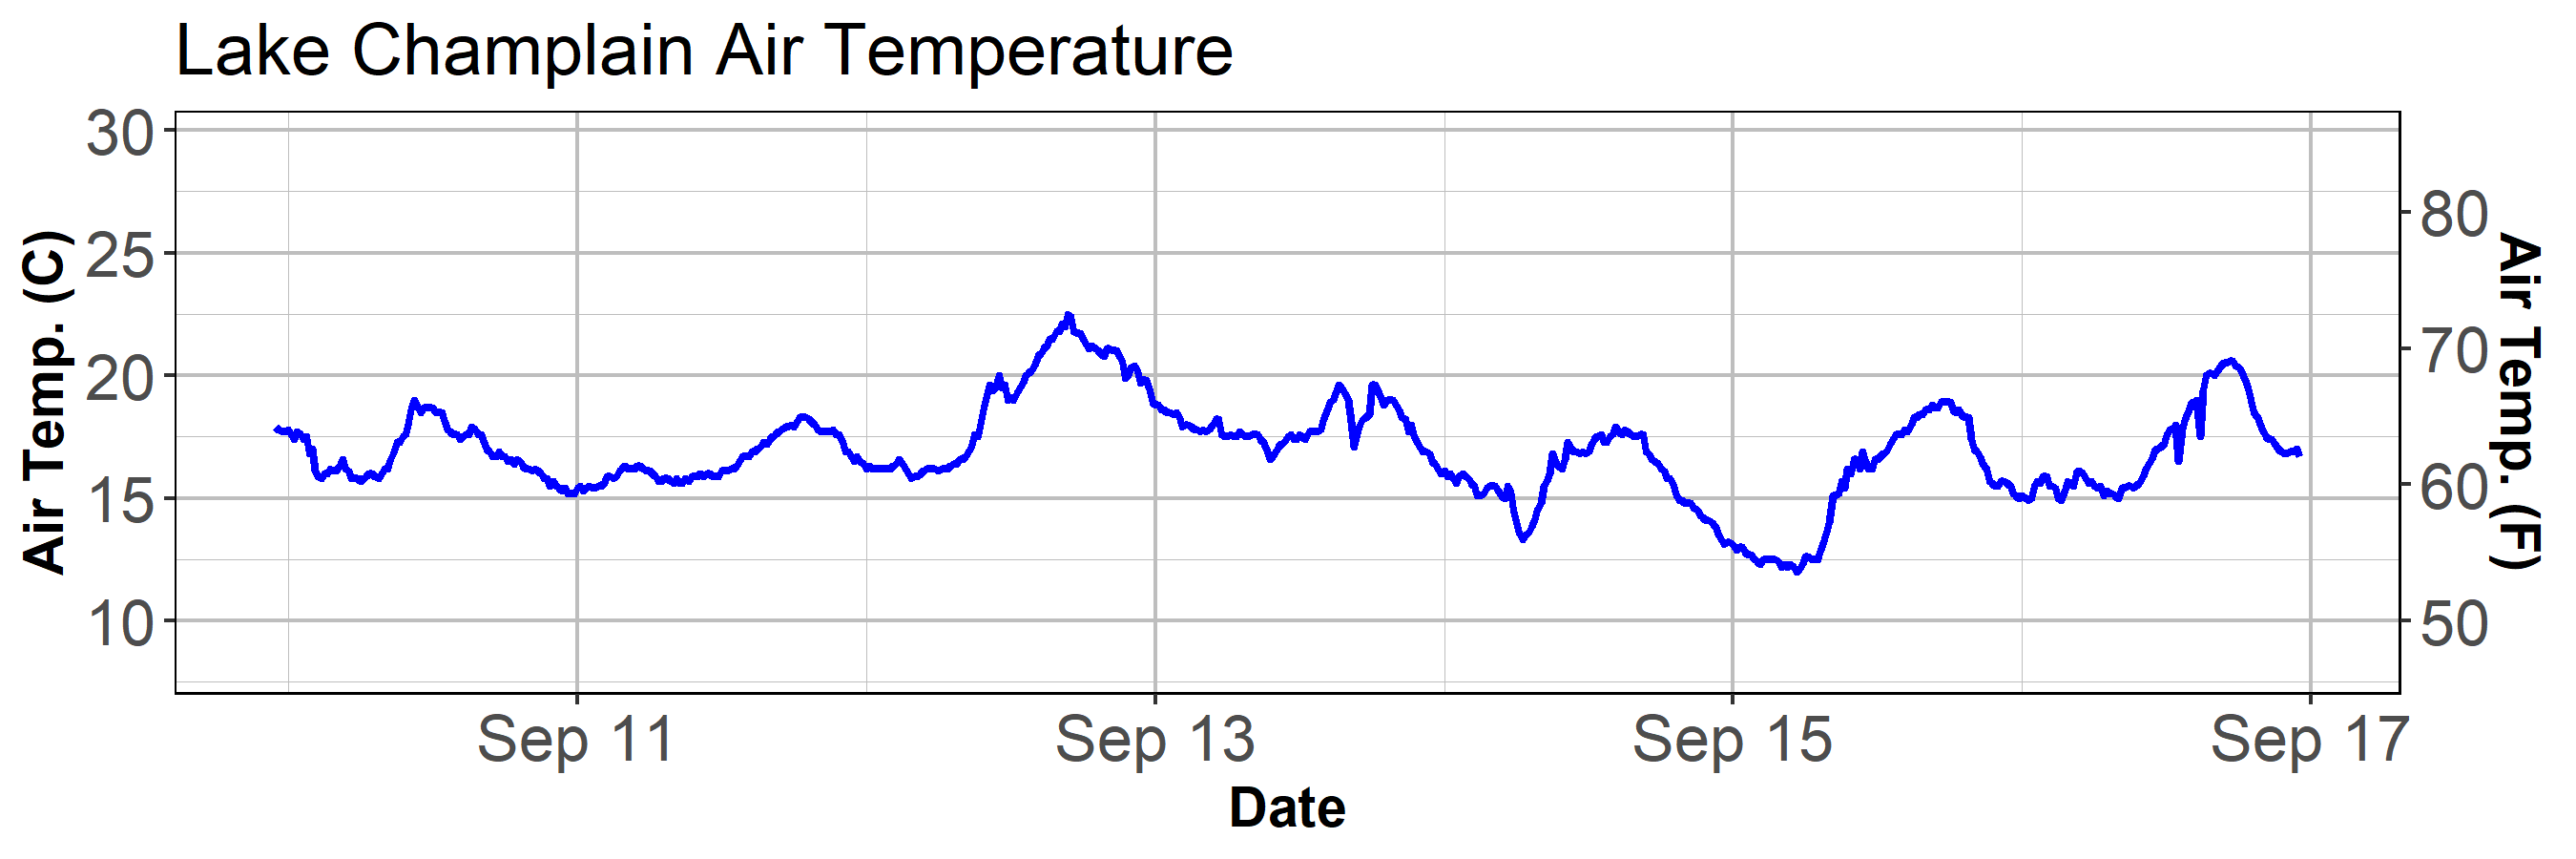 Lake Champlain Air Temperature
30
25
20
15
10
Air Temp. (C)
80
70
60
50
Air Temp. (F)
Sep 11
Sep 13
Sep 15
Sep 17
Date